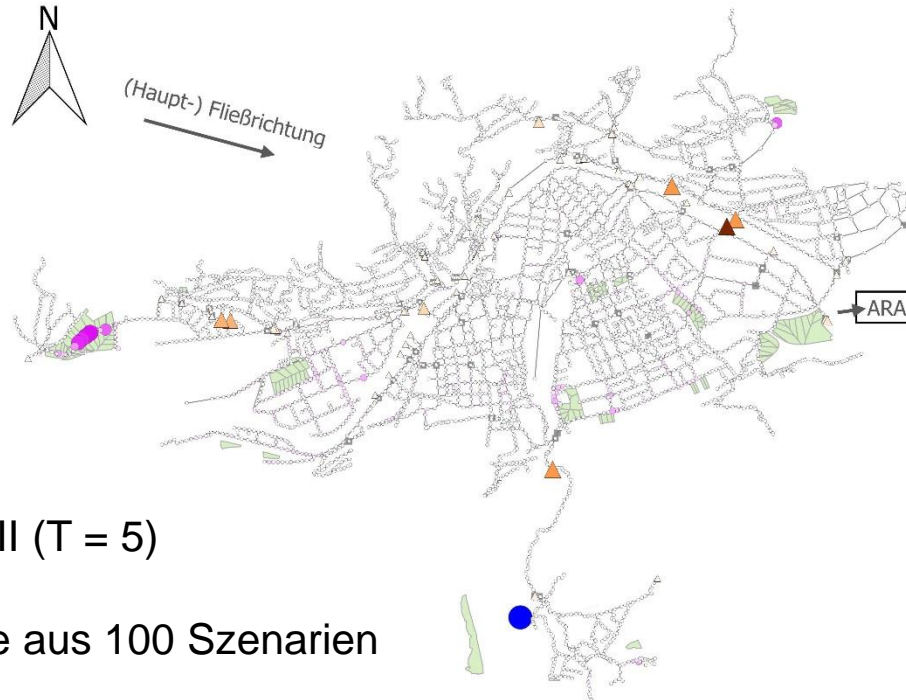 N
(Haupt-) Fließrichtung
ARA
II (T = 5)
e aus 100 Szenarien